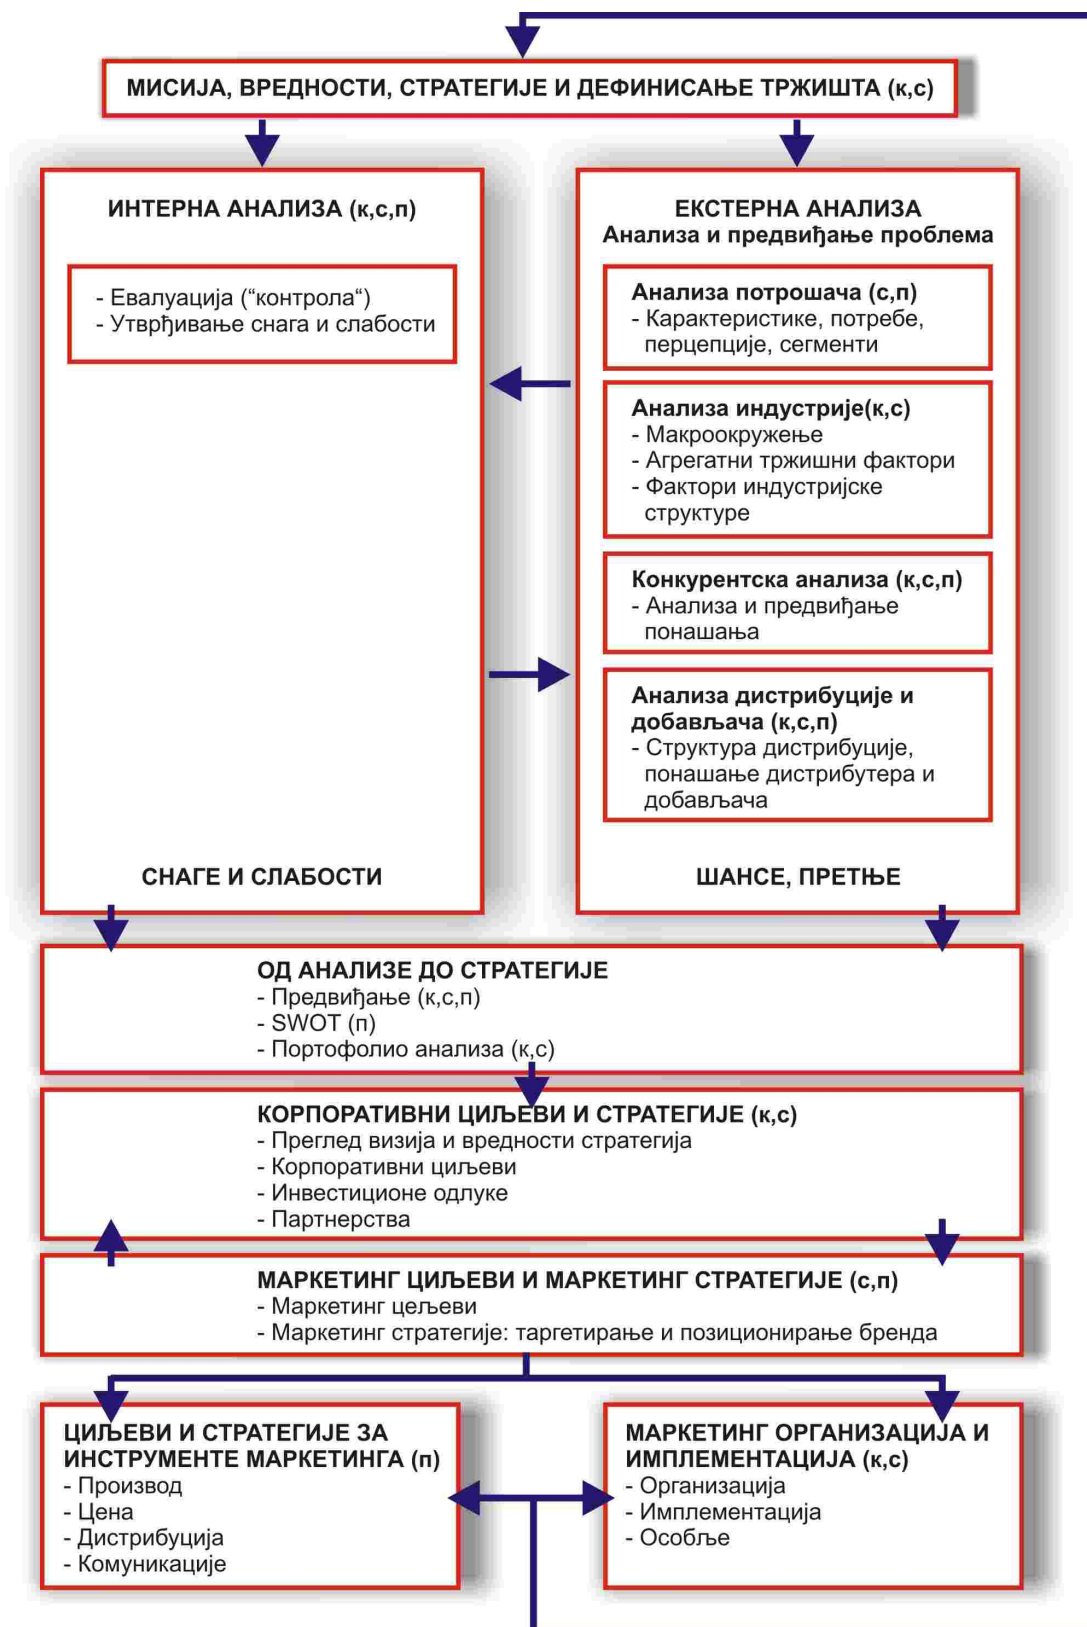 МИСИЈА, ВРЕДНОСТИ, СТРАТЕГИЈЕ И ДЕФИНИСАЊЕ ТРЖИШТА (к,с)
ИНТЕРНА АНАЛИЗА (к,с,п)
- Евалуација (“контрола“)
- Утврђивање снага и слабости
СНАГЕ И СЛАБОСТИ
ЕКСТЕРНА АНАЛИЗА
Анализа и предвиђање проблема
Анализа потрошача (с,п)
- Карактеристике, потребе,
перцепције, сегменти
Анализа индустрије(к,с)
- Макроокружење
- Агрегатни тржишни фактори
- Фактори индустријске
структуре
Конкурентска анализа (к,с,п)
- Анализа и предвиђање
понашања
Анализа дистрибуције и
добављача (к,с,п)
- Структура дистрибуције,
понашање дистрибутера и
добављача
ШАНСЕ, ПРЕТЊЕ
ОД АНАЛИЗЕ ДО СТРАТЕГИЈЕ
- Предвиђање (к,с,п)
- SWOT (п)
- Портофолио анализа (к,с)
КОРПОРАТИВНИ ЦИЉЕВИ И СТРАТЕГИЈЕ (к,с)
- Преглед визија и вредности стратегија
- Корпоративни циљеви
- Инвестиционе одлуке
- Партнерства
МАРКЕТИНГ ЦИЉЕВИ И МАРКЕТИНГ СТРАТЕГИЈЕ (с,п)
- Маркетинг цељеви
- Маркетинг стратегије: таргетирање и позиционирање бренда
ЦИЉЕВИ И СТРАТЕГИЈЕ ЗА
ИНСТРУМЕНТЕ МАРКЕТИНГА (п)
- Производ
- Цена
- Дистрибуција
- Комуникације
МАРКЕТИНГ ОРГАНИЗАЦИЈА И
ИМПЛЕМЕНТАЦИЈА (к,с)
- Организација
- Имплементација
- Особље